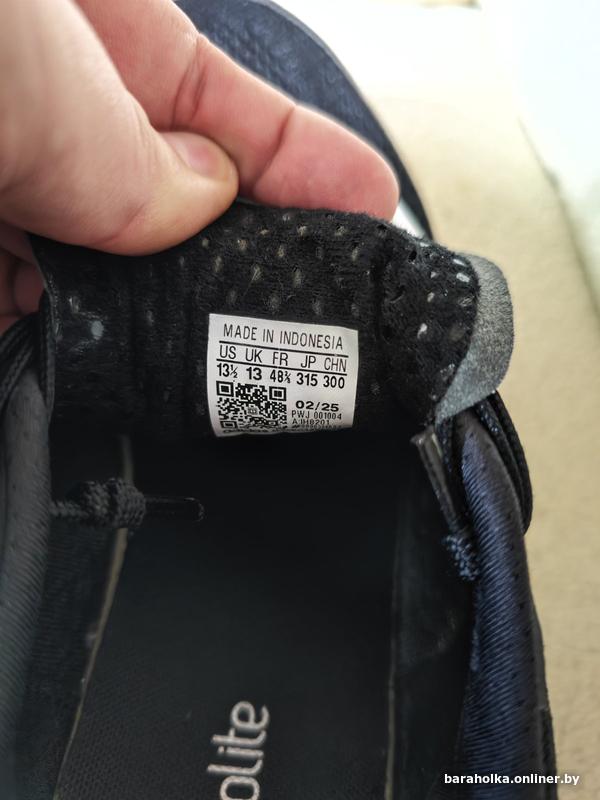 MADE IN INDONESIA
US UK FR JP CHN
13½ 13 48⅔ 315 300
02/25
PWJ 001004
A:IH8201
olite
baraholka.onliner.by